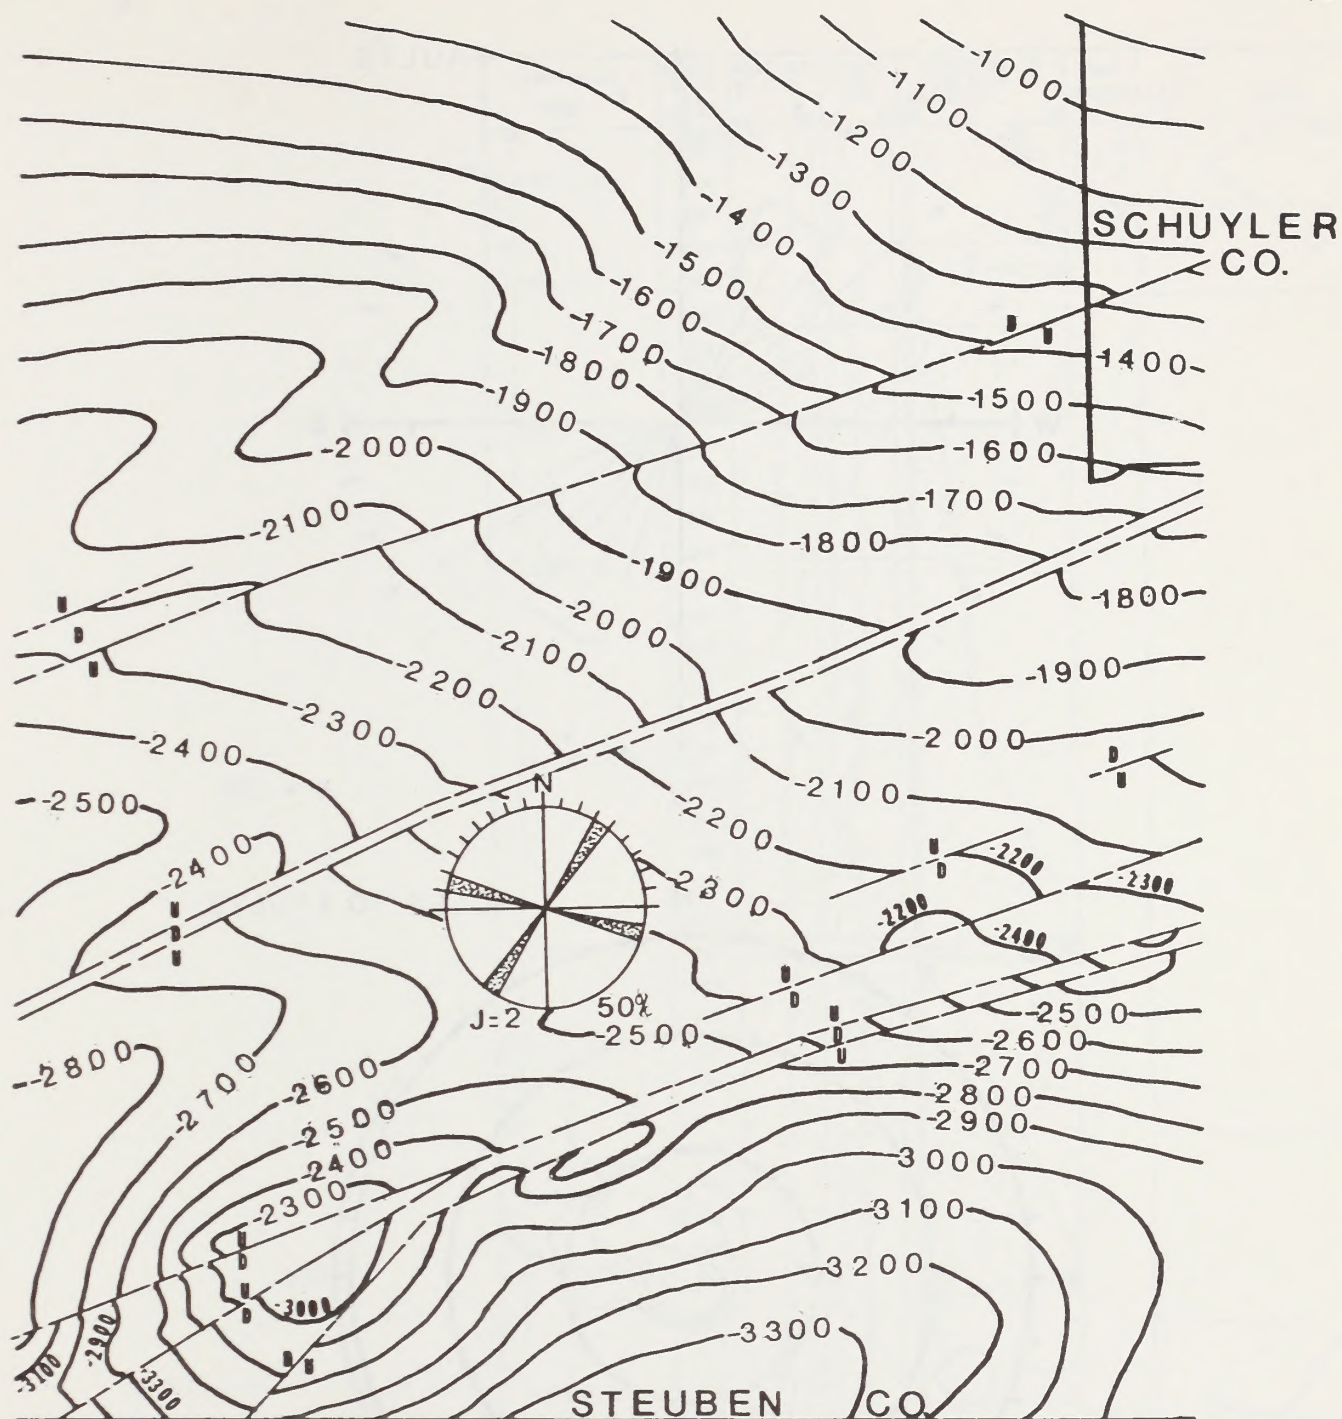 -1000
-1100
-1200
-1300
-1400
SCHUYLER
CO.
-1500
-1600
-1700
-1800
D
U
-1400
-1900
-1500
-2000
-1600
-1700
-2100
-1800
-1900
-1800
U
D
U
-2000
-2100
-2200
-1900
-2300
-2400
-2000
D
U
N
-2100
-2500
-2200
-2400
U
D
-2200
-2300
-2300
-2200
-2400
U
D
U
U
D
50%
J=2
-2500
U
D
U
-2500
-2600
-2700
-2800
-2700
-2600
-2800
-2900
-2500
-2400
-3000
-2300
-3100
U
D
U
D
-3200
-3000
-2900
-3300
D
U
-3100
-3300
STEUBEN CO.